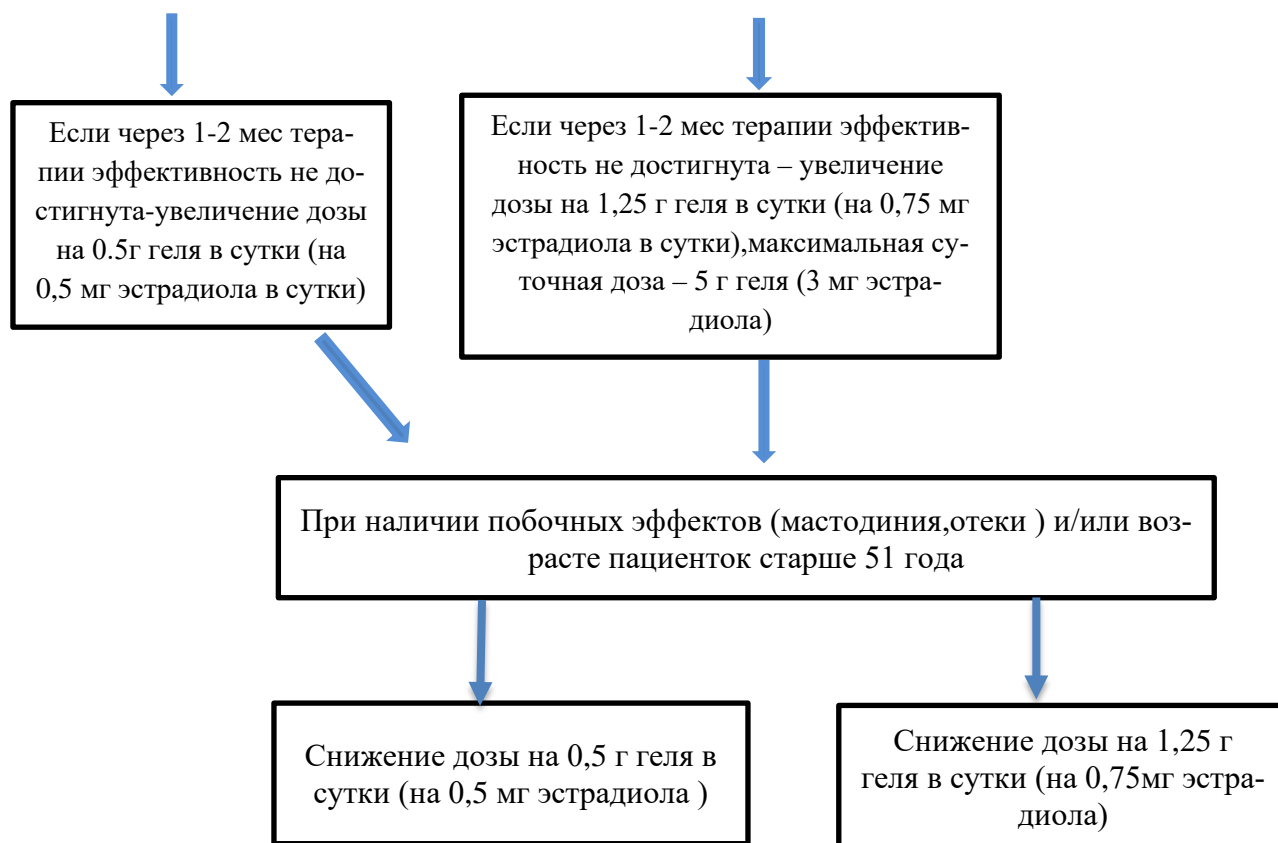 Если через 1-2 мес тера-
пии эффективность не до-
стигнута-увеличение дозы
на 0.5г геля в сутки (на
0,5 мг эстрадиола в сутки)
Если через 1-2 мес терапии эффектив-
ность не достигнута – увеличение
дозы на 1,25 г геля в сутки (на 0,75 мг
эстрадиола в сутки),максимальная су-
точная доза – 5 г геля (3 мг эстра-
диола)
При наличии побочных эффектов (мастодиния,отеки ) и/или воз-
расте пациенток старше 51 года
Снижение дозы на 0,5 г геля в
сутки (на 0,5 мг эстрадиола )
Снижение дозы на 1,25 г
геля в сутки (на 0,75мг эстра-
диола)